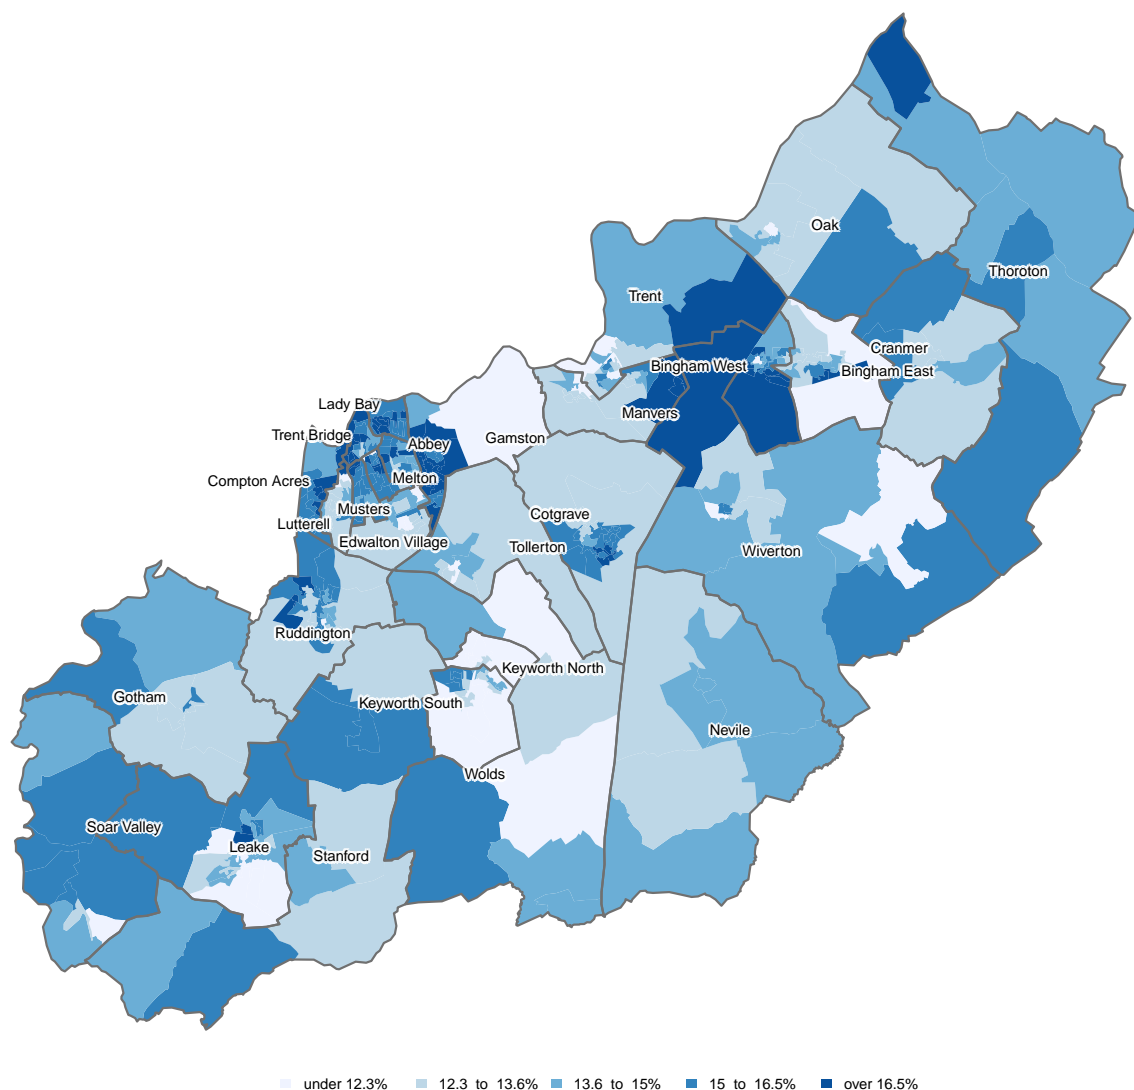 Oak
Thoroton
Trent
Cranmer
Bingham West
Bingham East
Lady Bay
Manvers
Trent Bridge
Abbey
Gamston
Compton Acres
Melton
Musters
Lutterell
Cotgrave
Edwalton Village
Tollerton
Wiverton
Ruddington
Keyworth North
Gotham
Keyworth South
Nevile
Wolds
Soar Valley
Leake
Stanford
under 12.3% 12.3 to 13.6% 13.6 to 15% 15 to 16.5% over 16.5%